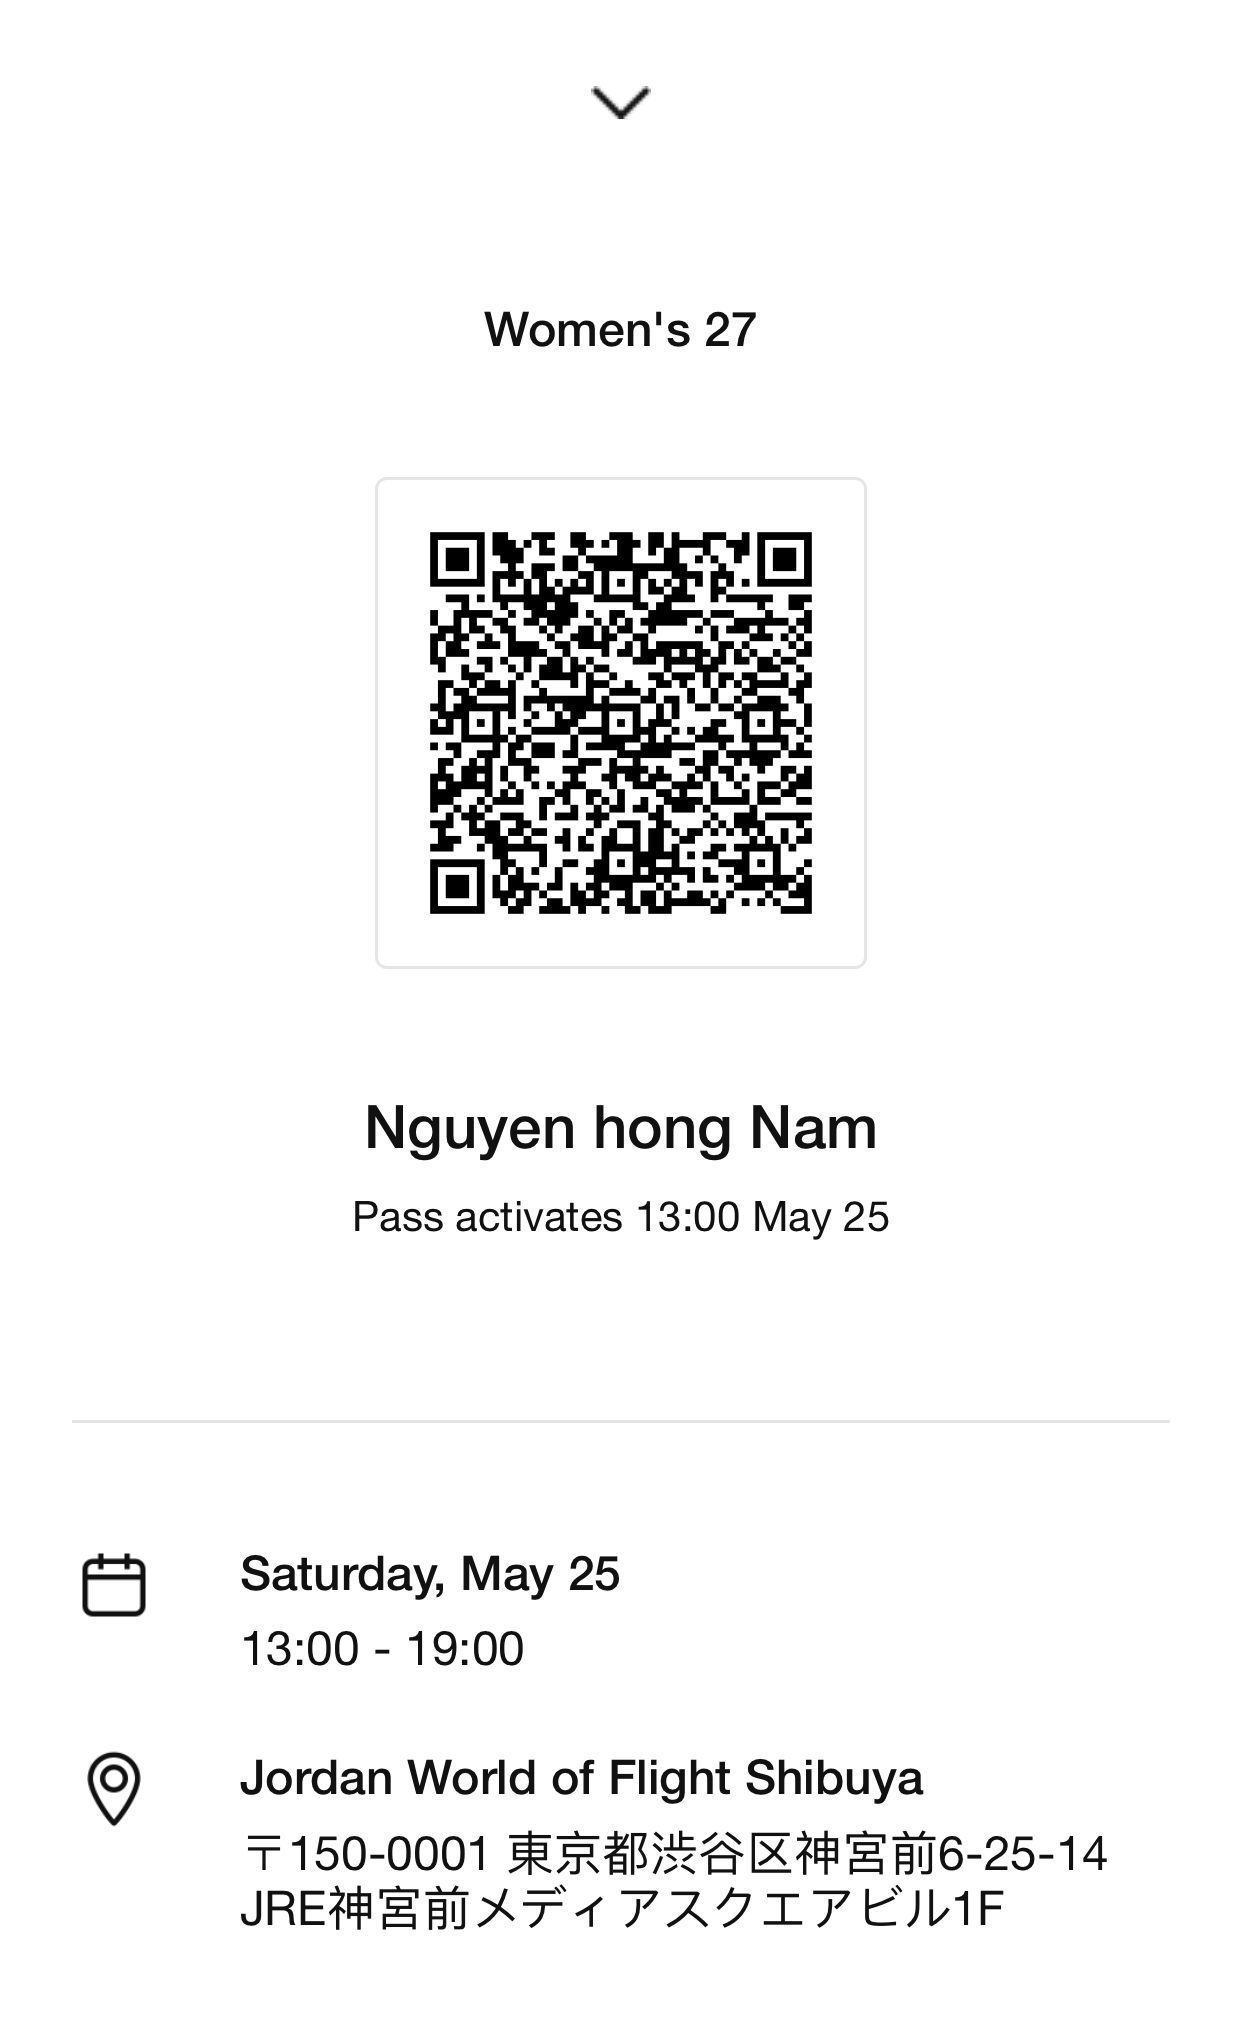 Women's 27
Nguyen hong Nam
Pass activates 13:00 May 25
Saturday, May 25
13:00 - 19:00
Jordan World of Flight Shibuya
〒150-0001 東京都渋谷区神宮前6-25-14
JRE神宮前メディアスクエアビル1F